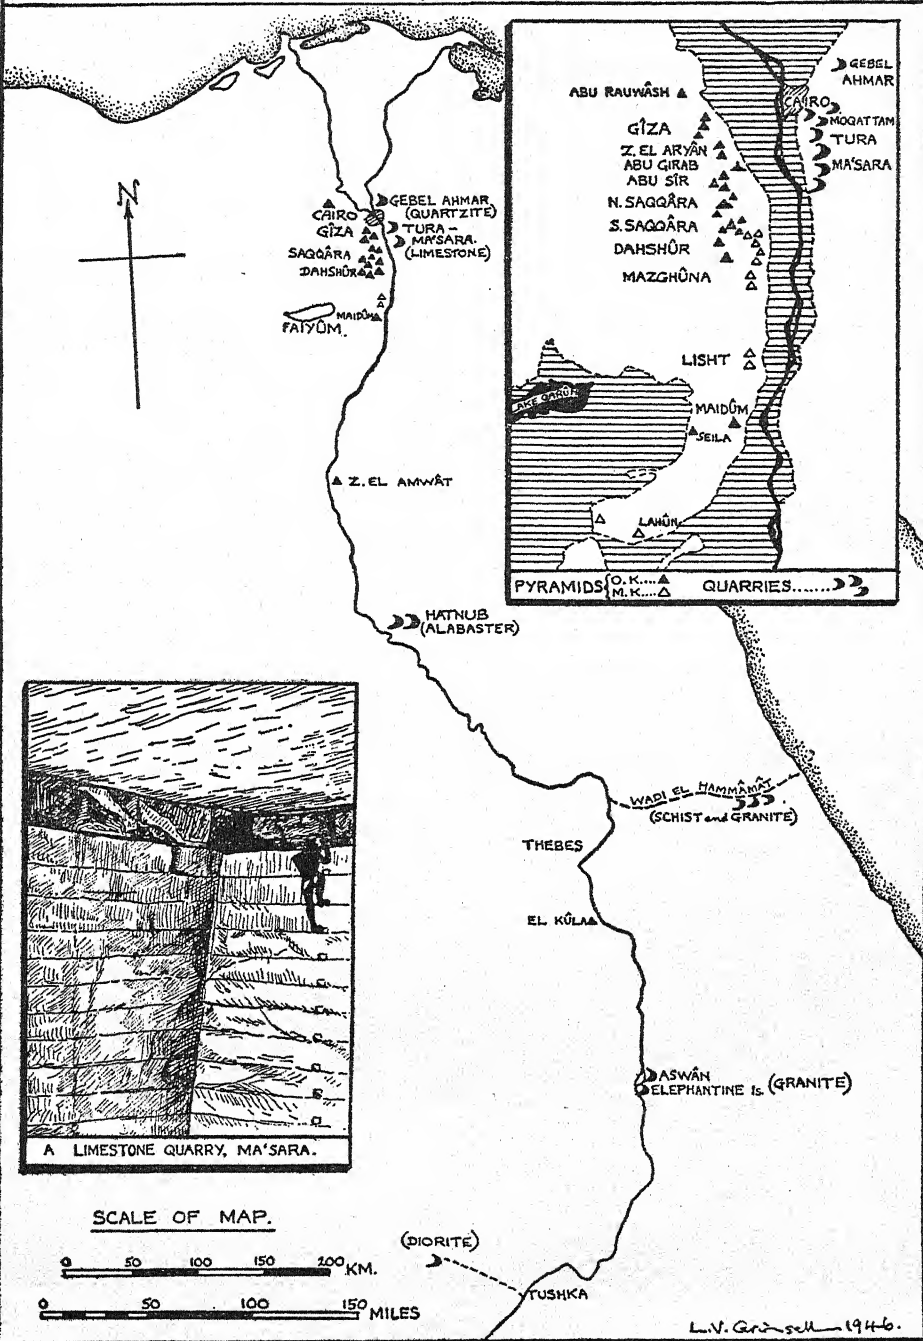 N
CAIRO
GÎZA
SAQQÂRA
DAHSHÛR
MAIDÛM
FAIYÛM.
GEBEL AHMAR
(QUARTZITE)
TURA-
MA'SARA.
(LIMESTONE)
Z. EL AMWÂT
HATNUB
(ALABASTER)
WADI EL HAMMÂMÂT
(SCHIST and GRANITE)
THEBES
EL KÛLA
ASWÂN
ELEPHANTINE Is. (GRANITE)
(DIORITE)
TUSHKA
ABU RAUWÂSH
GÎZA
Z. EL ARYÂN
ABU GIRAB
ABU SÎR
N. SAQQÂRA
S. SAQQÂRA
DAHSHÛR
MAZGHÛNA
LISHT
MAIDÛM
SEILA
LAHÛN
LAKE QARÛN
GEBEL
AHMAR
CAIRO
MOQATTAM
TURA
MA'SARA
PYRAMIDS { O.K....
M.K....
QUARRIES.......
A LIMESTONE QUARRY, MA'SARA.
SCALE OF MAP.
0 50 100 150 200 KM.
0 50 100 150 MILES
L.V. Grinsell 1946.